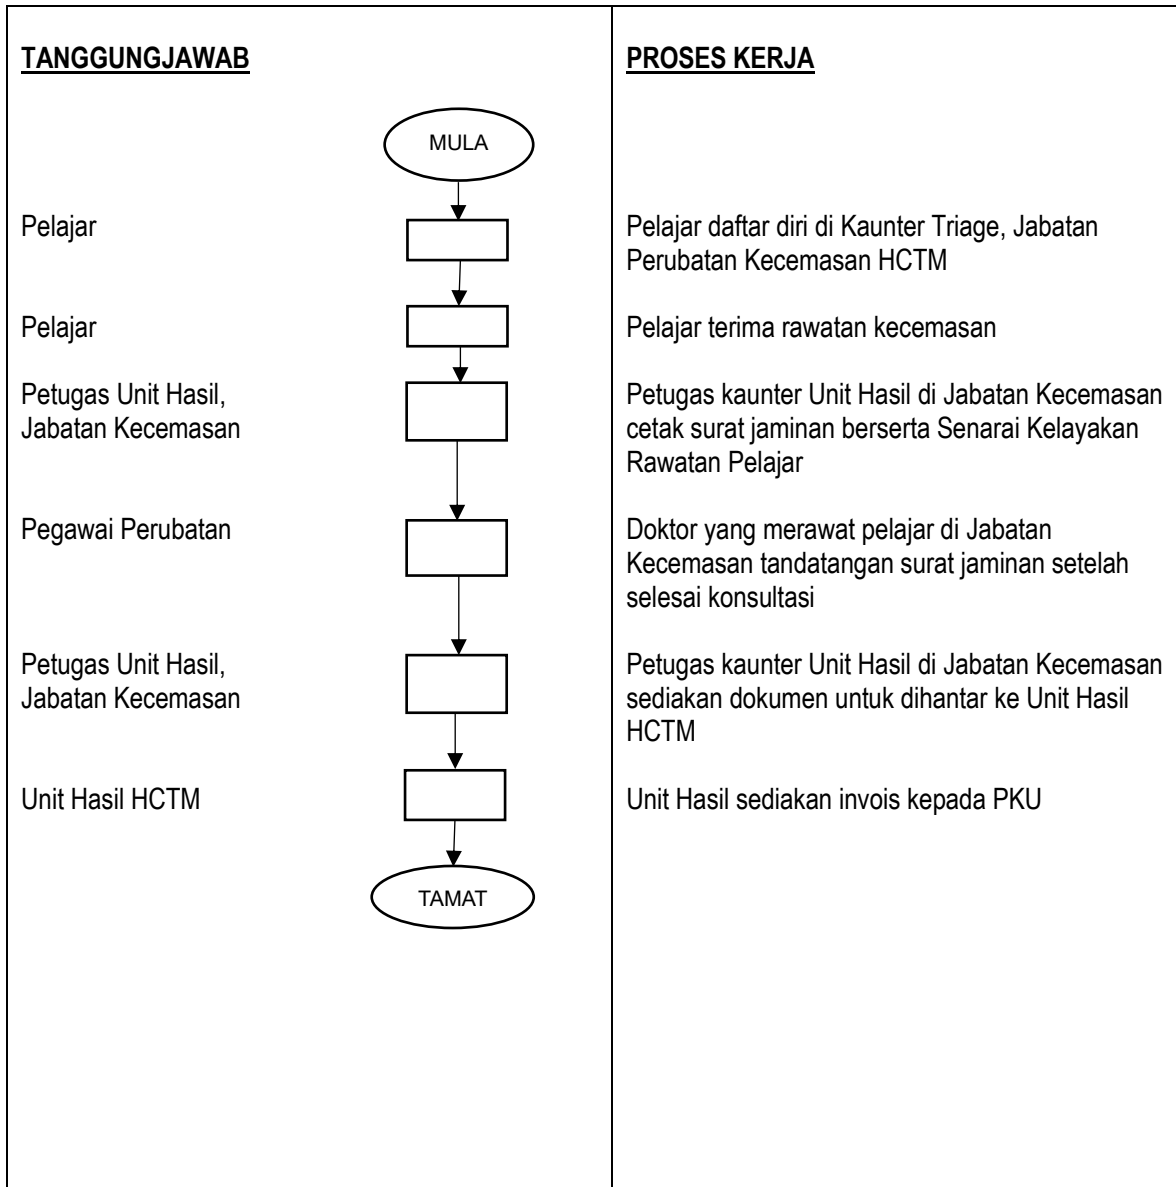 TANGGUNGJAWAB
PROSES KERJA
MULA
Pelajar
Pelajar daftar diri di Kaunter Triage, Jabatan
Perubatan Kecemasan HCTM
Pelajar
Pelajar terima rawatan kecemasan
Petugas Unit Hasil,
Jabatan Kecemasan
Petugas kaunter Unit Hasil di Jabatan Kecemasan
cetak surat jaminan berserta Senarai Kelayakan
Rawatan Pelajar
Pegawai Perubatan
Doktor yang merawat pelajar di Jabatan
Kecemasan tandatangan surat jaminan setelah
selesai konsultasi
Petugas Unit Hasil,
Jabatan Kecemasan
Petugas kaunter Unit Hasil di Jabatan Kecemasan
sediakan dokumen untuk dihantar ke Unit Hasil
HCTM
Unit Hasil HCTM
Unit Hasil sediakan invois kepada PKU
TAMAT